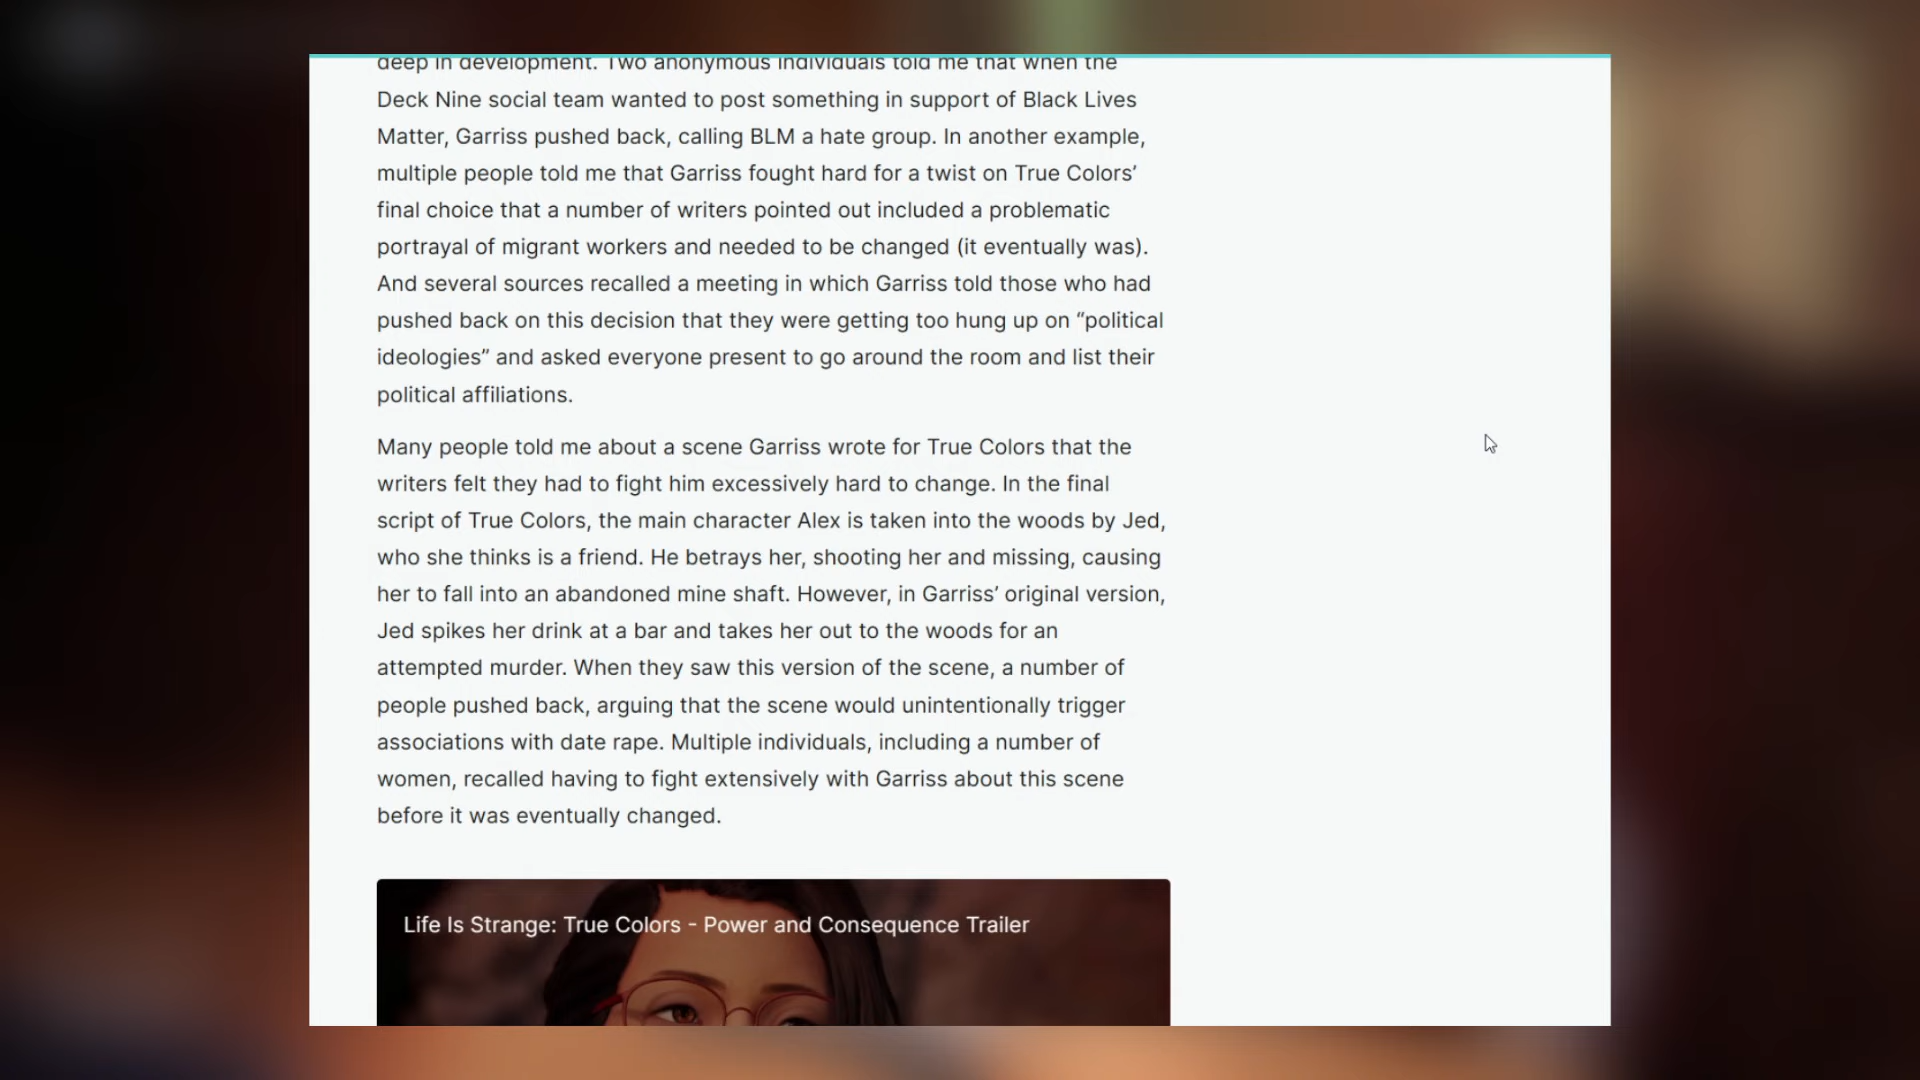 deep in development. Two anonymous individuals told me that when the
Deck Nine social team wanted to post something in support of Black Lives
Matter, Garriss pushed back, calling BLM a hate group. In another example,
multiple people told me that Garriss fought hard for a twist on True Colors’
final choice that a number of writers pointed out included a problematic
portrayal of migrant workers and needed to be changed (it eventually was).
And several sources recalled a meeting in which Garriss told those who had
pushed back on this decision that they were getting too hung up on “political
ideologies” and asked everyone present to go around the room and list their
political affiliations.
Many people told me about a scene Garriss wrote for True Colors that the
writers felt they had to fight him excessively hard to change. In the final
script of True Colors, the main character Alex is taken into the woods by Jed,
who she thinks is a friend. He betrays her, shooting her and missing, causing
her to fall into an abandoned mine shaft. However, in Garriss’ original version,
Jed spikes her drink at a bar and takes her out to the woods for an
attempted murder. When they saw this version of the scene, a number of
people pushed back, arguing that the scene would unintentionally trigger
associations with date rape. Multiple individuals, including a number of
women, recalled having to fight extensively with Garriss about this scene
before it was eventually changed.
Life Is Strange: True Colors - Power and Consequence Trailer